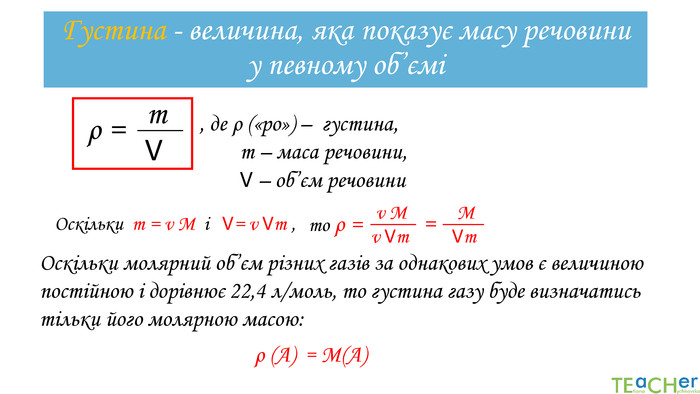 Густина - величина, яка показує масу речовини
у певному об’ємі
ρ = m / V
, де ρ («ро») – густина,
m – маса речовини,
V – об’єм речовини
Оскільки m = ν M і V = ν Vm , то ρ = ν M / ν Vm = M / Vm
Оскільки молярний об’єм різних газів за однакових умов є величиною
постійною і дорівнює 22,4 л/моль, то густина газу буде визначатись
тільки його молярною масою:
ρ (A) = M(A)
TEaCHer